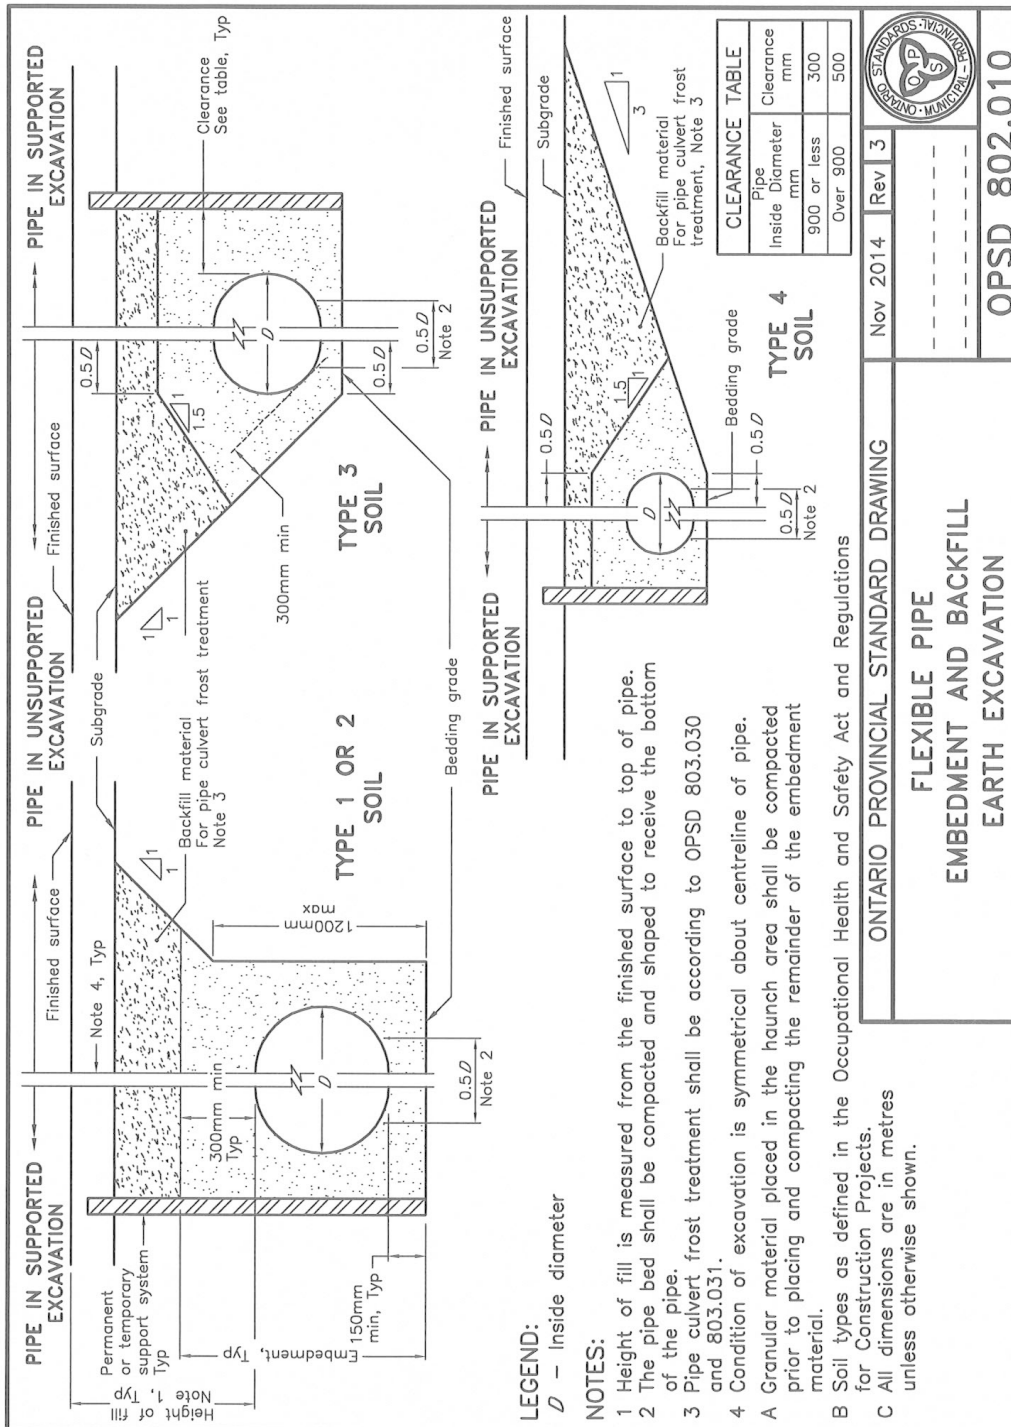 PIPE IN SUPPORTED
EXCAVATION
PIPE IN UNSUPPORTED
EXCAVATION
Finished surface
Note 4, Typ
Subgrade
Permanent
or temporary
support system
Typ
Height of fill
Note 1, Typ
Embedment, Typ
300mm min
Typ
150mm
min, Typ
D
0.5D
Note 2
1200mm
max
1
1
Backfill material
For pipe culvert frost treatment
Note 3
TYPE 1 OR 2
SOIL
Bedding grade
PIPE IN SUPPORTED
EXCAVATION
Finished surface
Clearance
See table, Typ
0.5D
1
1.5
1
1
300mm min
D
0.5D
0.5D
Note 2
TYPE 3
SOIL
PIPE IN SUPPORTED
EXCAVATION
PIPE IN UNSUPPORTED
EXCAVATION
Finished surface
Subgrade
0.5D
1
1.5
1
3
Backfill material
For pipe culvert frost
treatment, Note 3
D
Bedding grade
0.5D
0.5D
Note 2
TYPE 4
SOIL
CLEARANCE TABLE
Pipe
Inside Diameter
mm
Clearance
mm
900 or less 300
Over 900 500
LEGEND:
D – Inside diameter
NOTES:
1 Height of fill is measured from the finished surface to top of pipe.
2 The pipe bed shall be compacted and shaped to receive the bottom
of the pipe.
3 Pipe culvert frost treatment shall be according to OPSD 803.030
and 803.031.
4 Condition of excavation is symmetrical about centreline of pipe.
A Granular material placed in the haunch area shall be compacted
prior to placing and compacting the remainder of the embedment
material.
B Soil types as defined in the Occupational Health and Safety Act and Regulations
for Construction Projects.
C All dimensions are in metres
unless otherwise shown.
ONTARIO PROVINCIAL STANDARD DRAWING
Nov 2014
Rev 3
FLEXIBLE PIPE
EMBEDMENT AND BACKFILL
EARTH EXCAVATION
OPSD 802.010
ONTARIO · MUNICIPAL – PROVINCIAL · STANDARDS
O P S